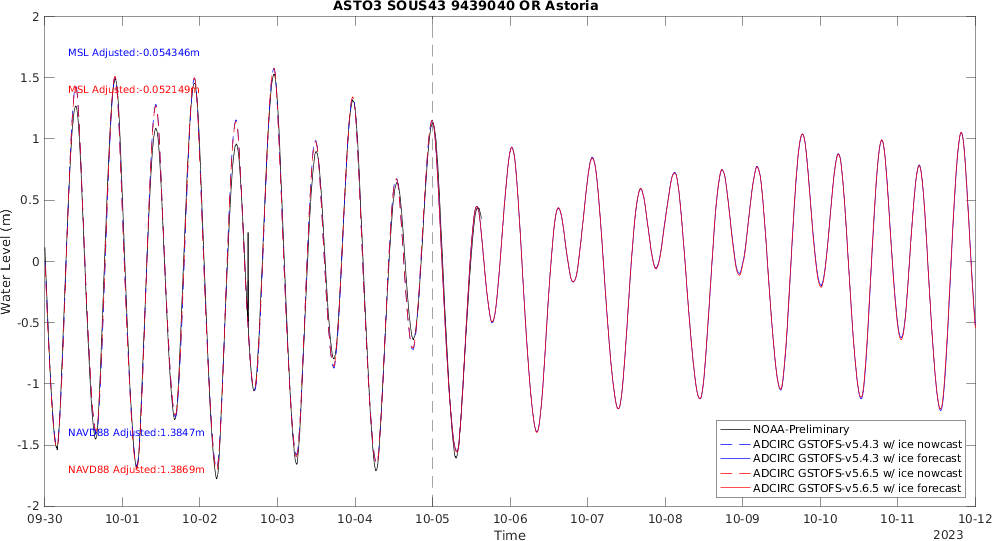 ASTO3 SOUS43 9439040 OR Astoria
2
1.5
1
0.5
0
-0.5
-1
-1.5
-2
Water Level (m)
MSL Adjusted:-0.054346m
MSL Adjusted:-0.052149m
NAVD88 Adjusted:1.3847m
NAVD88 Adjusted:1.3869m
NOAA-Preliminary
ADCIRC GSTOFS-v5.4.3 w/ ice nowcast
ADCIRC GSTOFS-v5.4.3 w/ ice forecast
ADCIRC GSTOFS-v5.6.5 w/ ice nowcast
ADCIRC GSTOFS-v5.6.5 w/ ice forecast
09-30 10-01 10-02 10-03 10-04 10-05 10-06 10-07 10-08 10-09 10-10 10-11 10-12
Time
2023